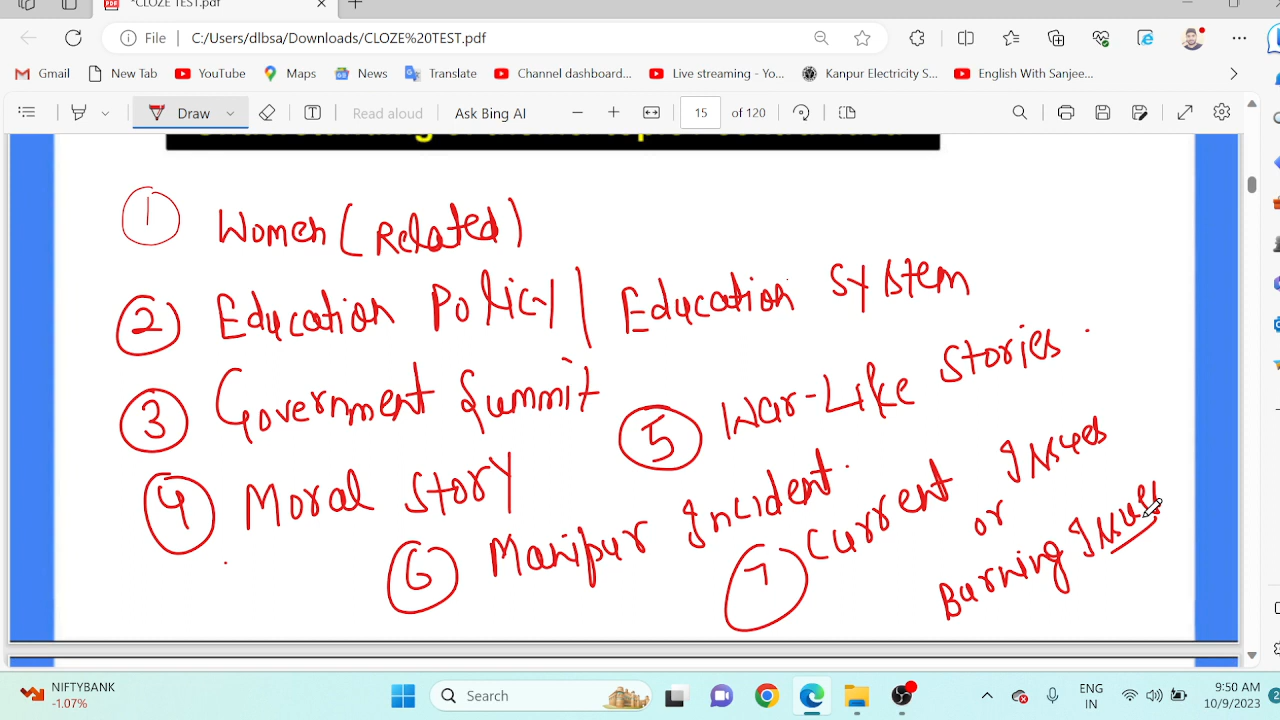 *CLOZE TEST.pdf
File C:/Users/dlbsa/Downloads/CLOZE%20TEST.pdf
Gmail New Tab YouTube Maps News Translate Channel dashboard... Live streaming - Yo... Kanpur Electricity S... English With Sanjee...
Draw Read aloud Ask Bing AI 15 of 120
1 Women (Related)
2 Education Policy | Education System
3 Government Summit
5 War-Like Stories.
4 Moral Story
6 Manipur Incident.
7 Current Issues
or
Burning Issues
NIFTYBANK
-1.07%
Search
ENG
IN
9:50 AM
10/9/2023